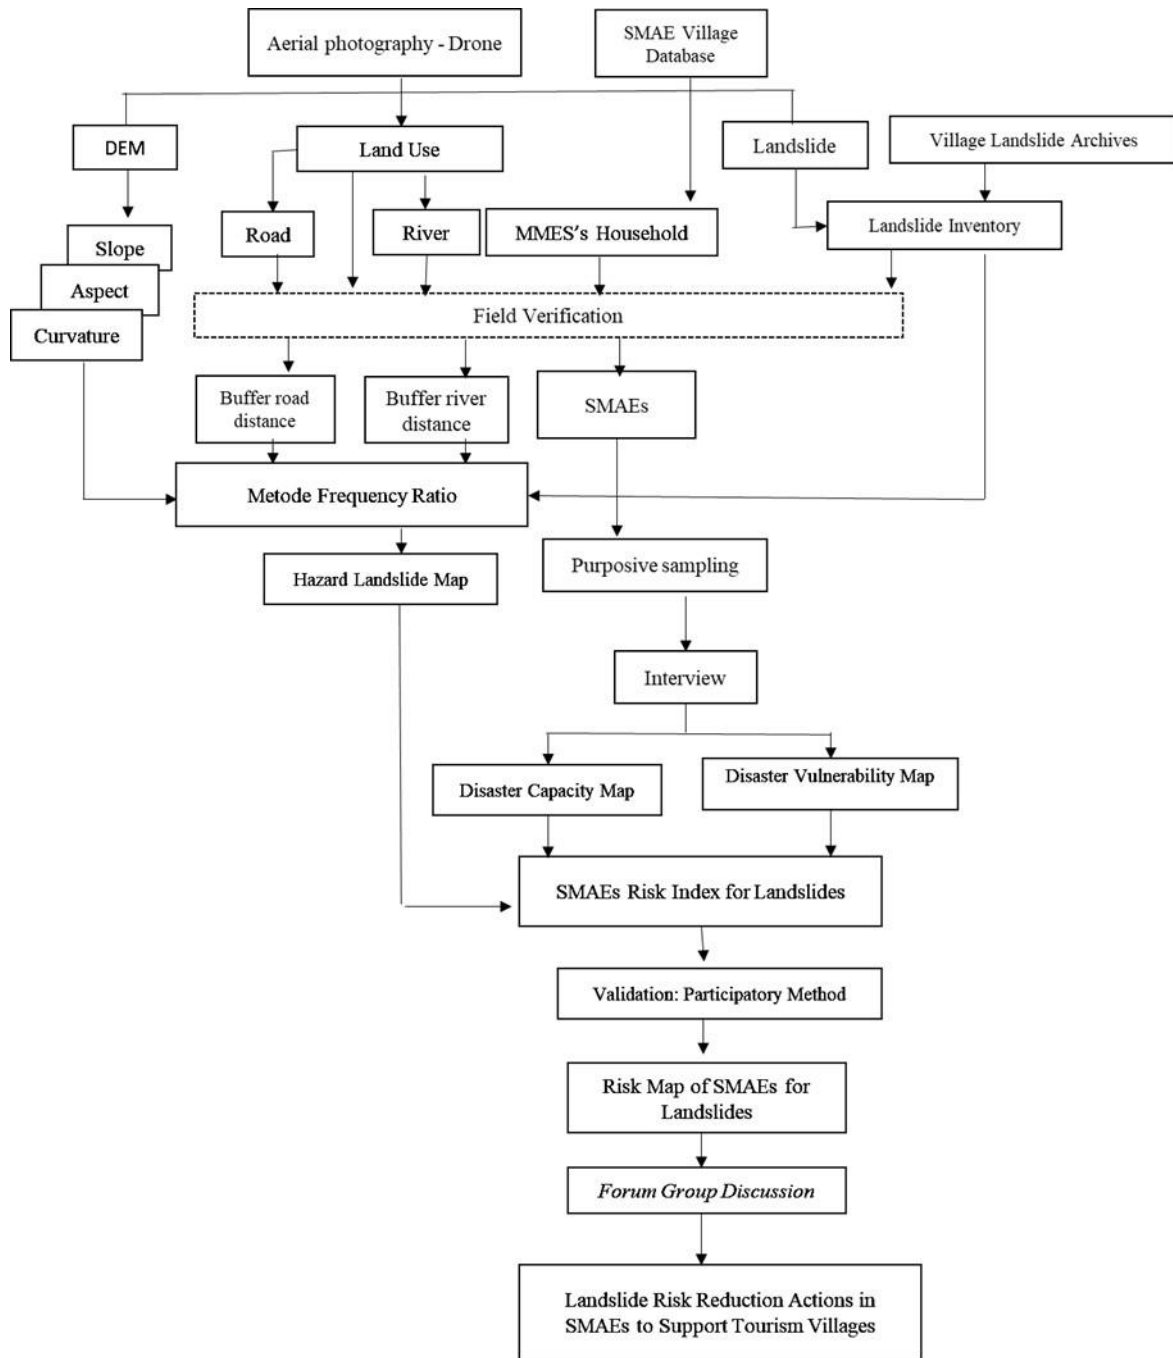 Aerial photography - Drone
SMAE Village
Database
DEM
Land Use
Landslide
Village Landslide Archives
Slope
Aspect
Curvature
Road
River
MMES's Household
Landslide Inventory
Field Verification
Buffer road
distance
Buffer river
distance
SMAEs
Metode Frequency Ratio
Hazard Landslide Map
Purposive sampling
Interview
Disaster Capacity Map
Disaster Vulnerability Map
SMAEs Risk Index for Landslides
Validation: Participatory Method
Risk Map of SMAEs for
Landslides
Forum Group Discussion
Landslide Risk Reduction Actions in
SMAEs to Support Tourism Villages